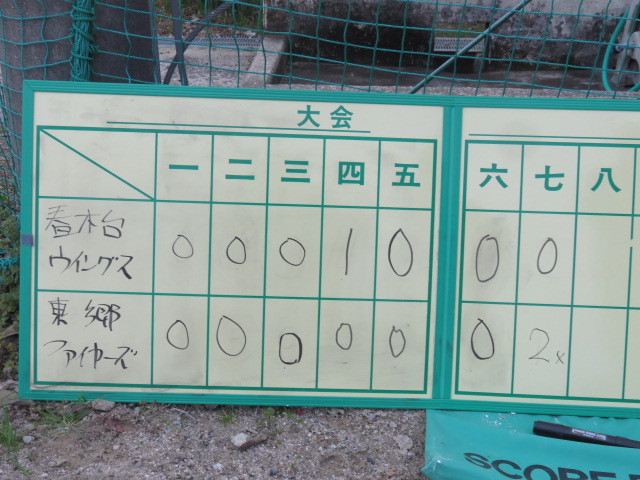 大会
一 二 三 四 五 六 七 八
春木台
ウイングス 0 0 0 1 0 0 0
東郷
ファイヤーズ 0 0 0 0 0 0 2x
SCORE